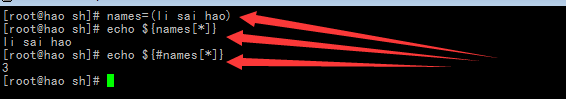 [root@hao sh]# names=(li sai hao)
[root@hao sh]# echo ${names[*]}
li sai hao
[root@hao sh]# echo ${#names[*]}
3
[root@hao sh]#